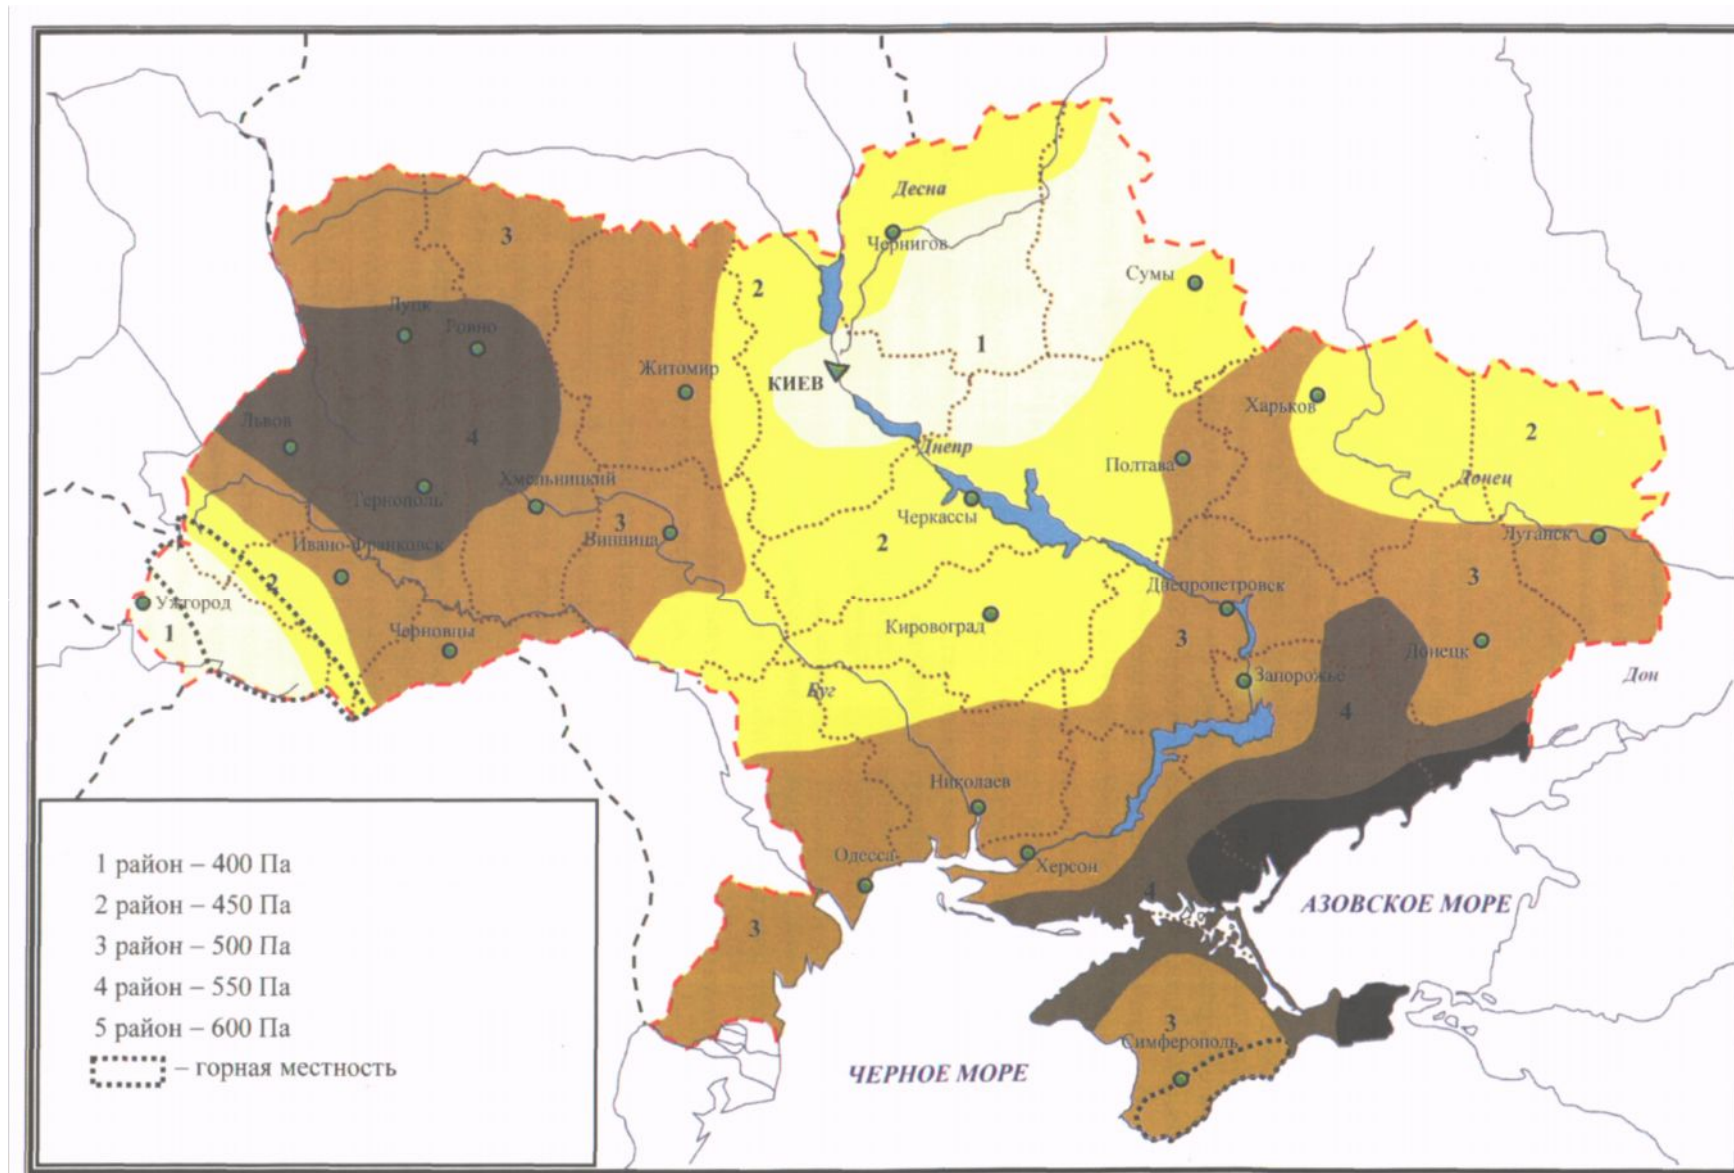 3
Десна
Чернигов
2
Сумы
Луцк
Ровно
1
Житомир
КИЕВ
Харьков
Львов
4
2
Днепр
Полтава
Донец
Хмельницкий
Тернополь
Черкассы
3
Винница
2
Луганск
Ивано-Франковск
2
Днепропетровск
3
Ужгород
1
Черновцы
Кировоград
3
Донецк
Буг
Запорожье
Дон
4
Николаев
Одесса
Херсон
4
АЗОВСКОЕ МОРЕ
3
3
Симферополь
ЧЕРНОЕ МОРЕ
1 район – 400 Па
2 район – 450 Па
3 район – 500 Па
4 район – 550 Па
5 район – 600 Па
– горная местность